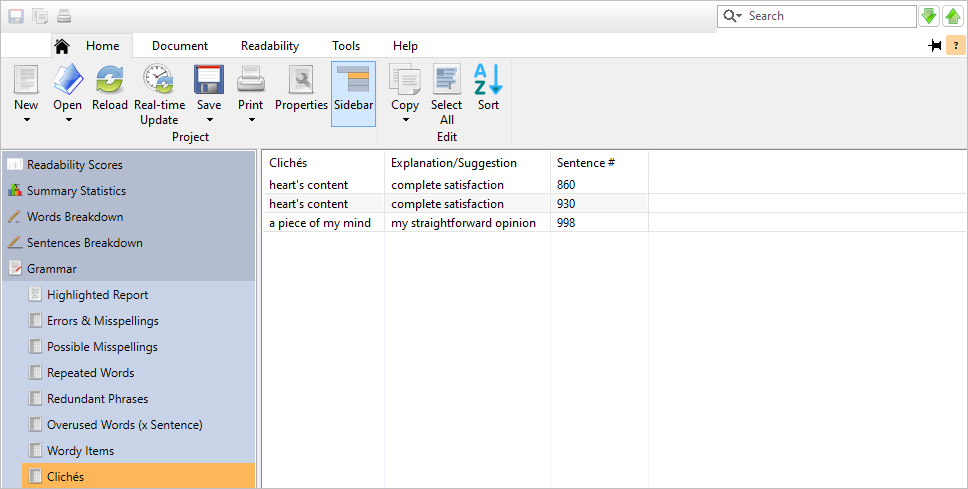 Search
Home Document Readability Tools Help ?
New Open Reload Real-time Update Save Print Properties Sidebar Copy Select All Sort
Project Edit
Readability Scores
Summary Statistics
Words Breakdown
Sentences Breakdown
Grammar
Highlighted Report
Errors & Misspellings
Possible Misspellings
Repeated Words
Redundant Phrases
Overused Words (x Sentence)
Wordy Items
Clichés
Clichés Explanation/Suggestion Sentence #
heart's content complete satisfaction 860
heart's content complete satisfaction 930
a piece of my mind my straightforward opinion 998